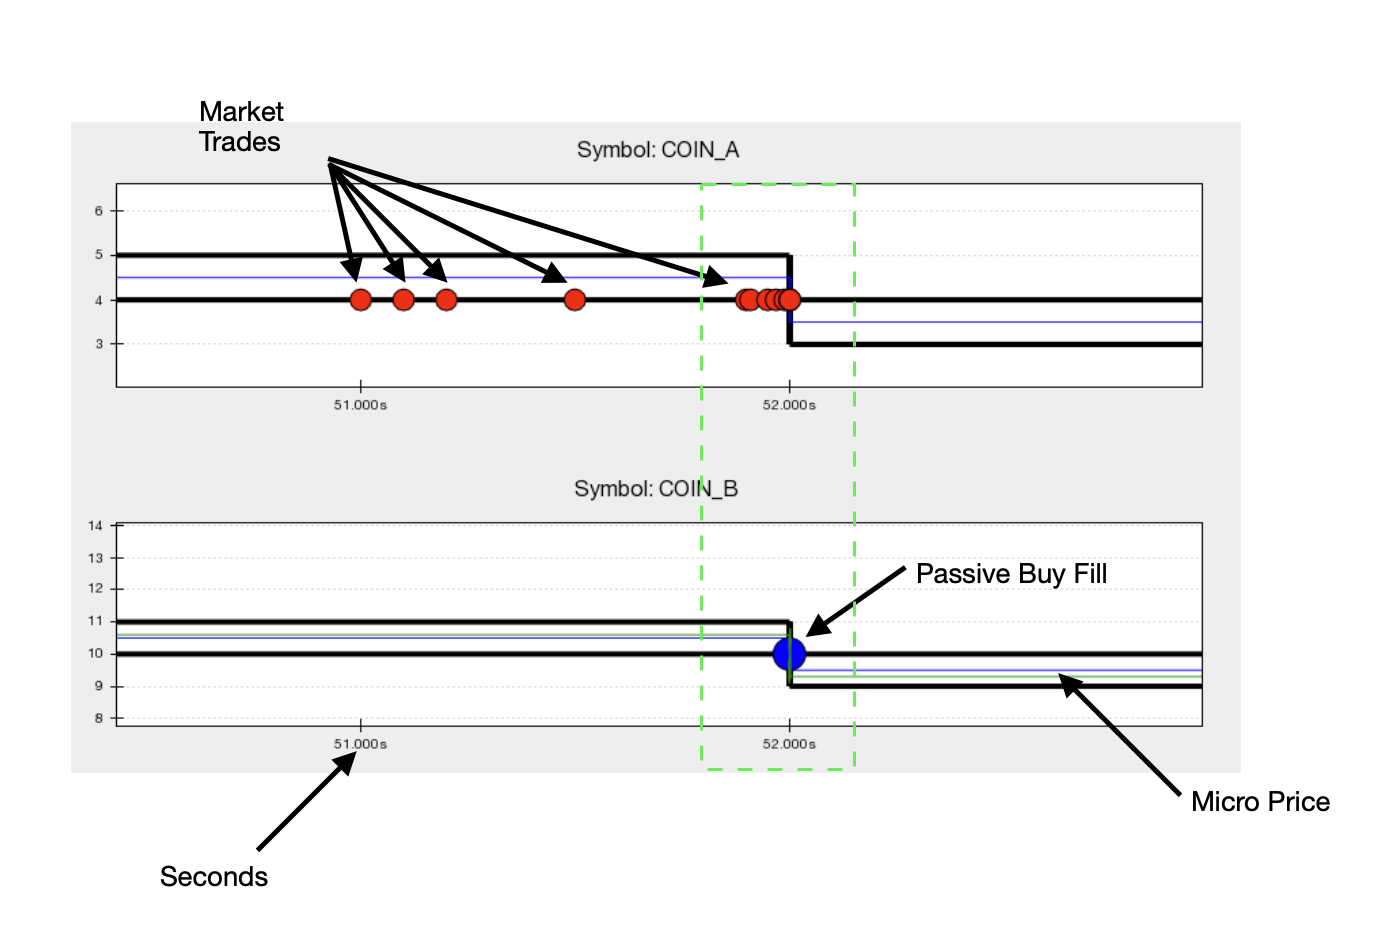 Market
Trades
Symbol: COIN_A
6
5
4
3
51.000s
52.000s
Symbol: COIN_B
14
13
12
11
10
9
8
Passive Buy Fill
51.000s
52.000s
Micro Price
Seconds